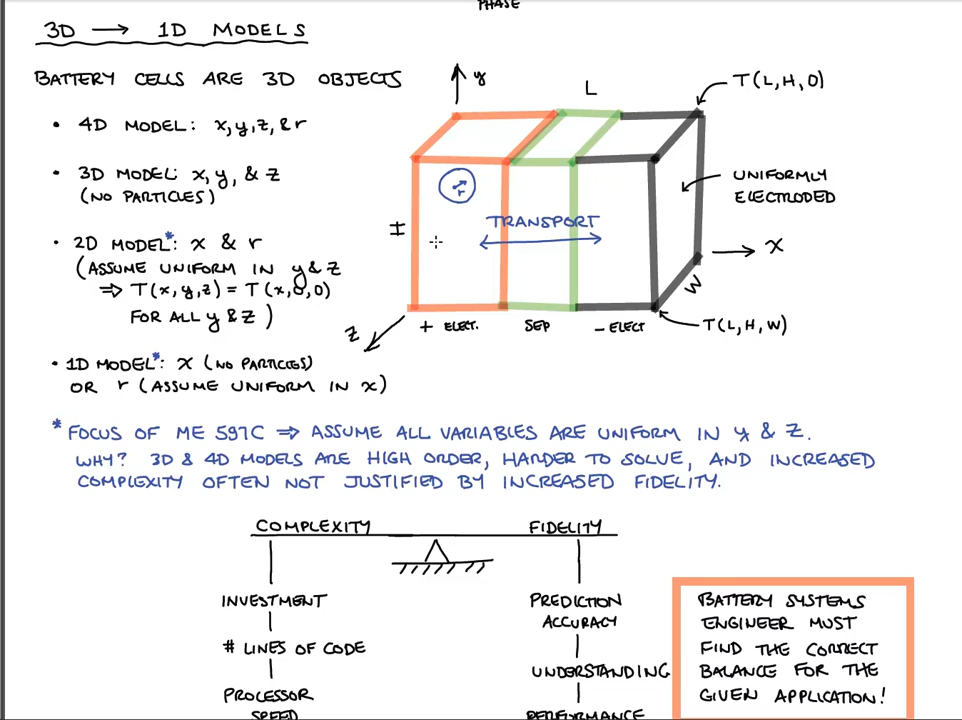 PHASE
3D → 1D MODELS
BATTERY CELLS ARE 3D OBJECTS
• 4D MODEL: x, y, z, & r
• 3D MODEL: x, y, & z
(NO PARTICLES)
• 2D MODEL*: x & r
(ASSUME UNIFORM IN y & z
⇒ T(x,y,z) = T(x,0,0)
FOR ALL y & z)
• 1D MODEL*: x (NO PARTICLES)
OR r (ASSUME UNIFORM IN x)
y
L
T(L,H,0)
UNIFORMLY
ELECTRODED
r
TRANSPORT
H
x
W
z
+ ELECT.
SEP
- ELECT
T(L,H,W)
* FOCUS OF ME 597C ⇒ ASSUME ALL VARIABLES ARE UNIFORM IN y & z.
WHY? 3D & 4D MODELS ARE HIGH ORDER, HARDER TO SOLVE, AND INCREASED
COMPLEXITY OFTEN NOT JUSTIFIED BY INCREASED FIDELITY.
COMPLEXITY
FIDELITY
INVESTMENT
# LINES OF CODE
PROCESSOR
SPEED
PREDICTION
ACCURACY
UNDERSTANDING
PERFORMANCE
BATTERY SYSTEMS
ENGINEER MUST
FIND THE CORRECT
BALANCE FOR THE
GIVEN APPLICATION!